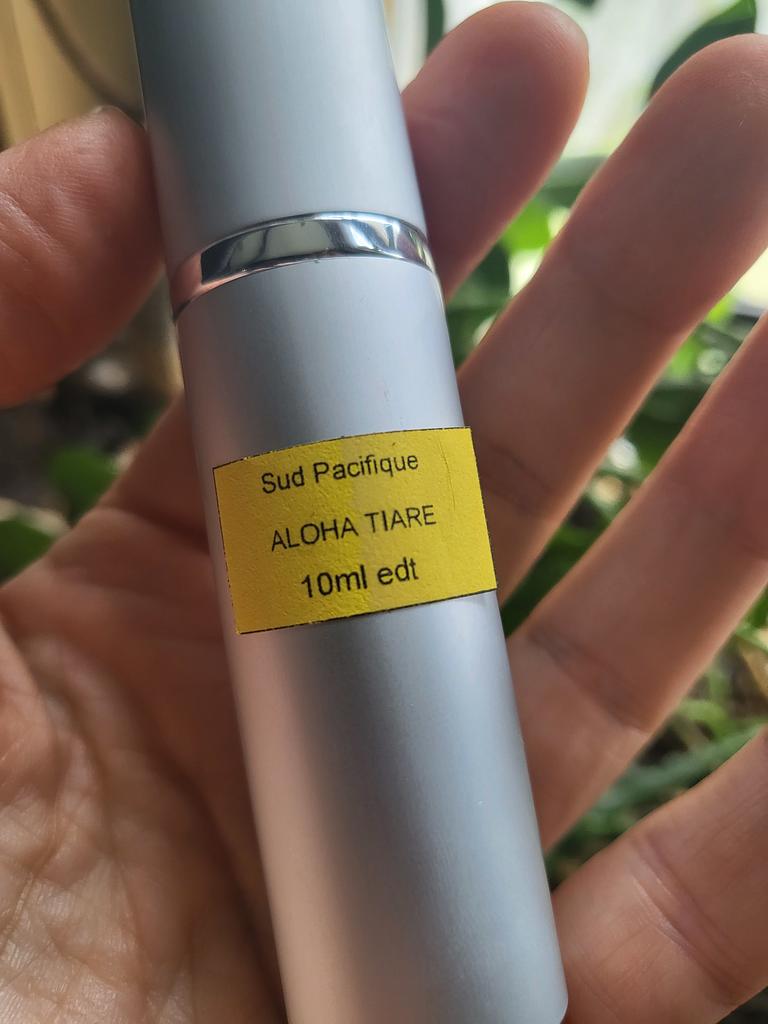 Sud Pacifique
ALOHA TIARE
10ml edt